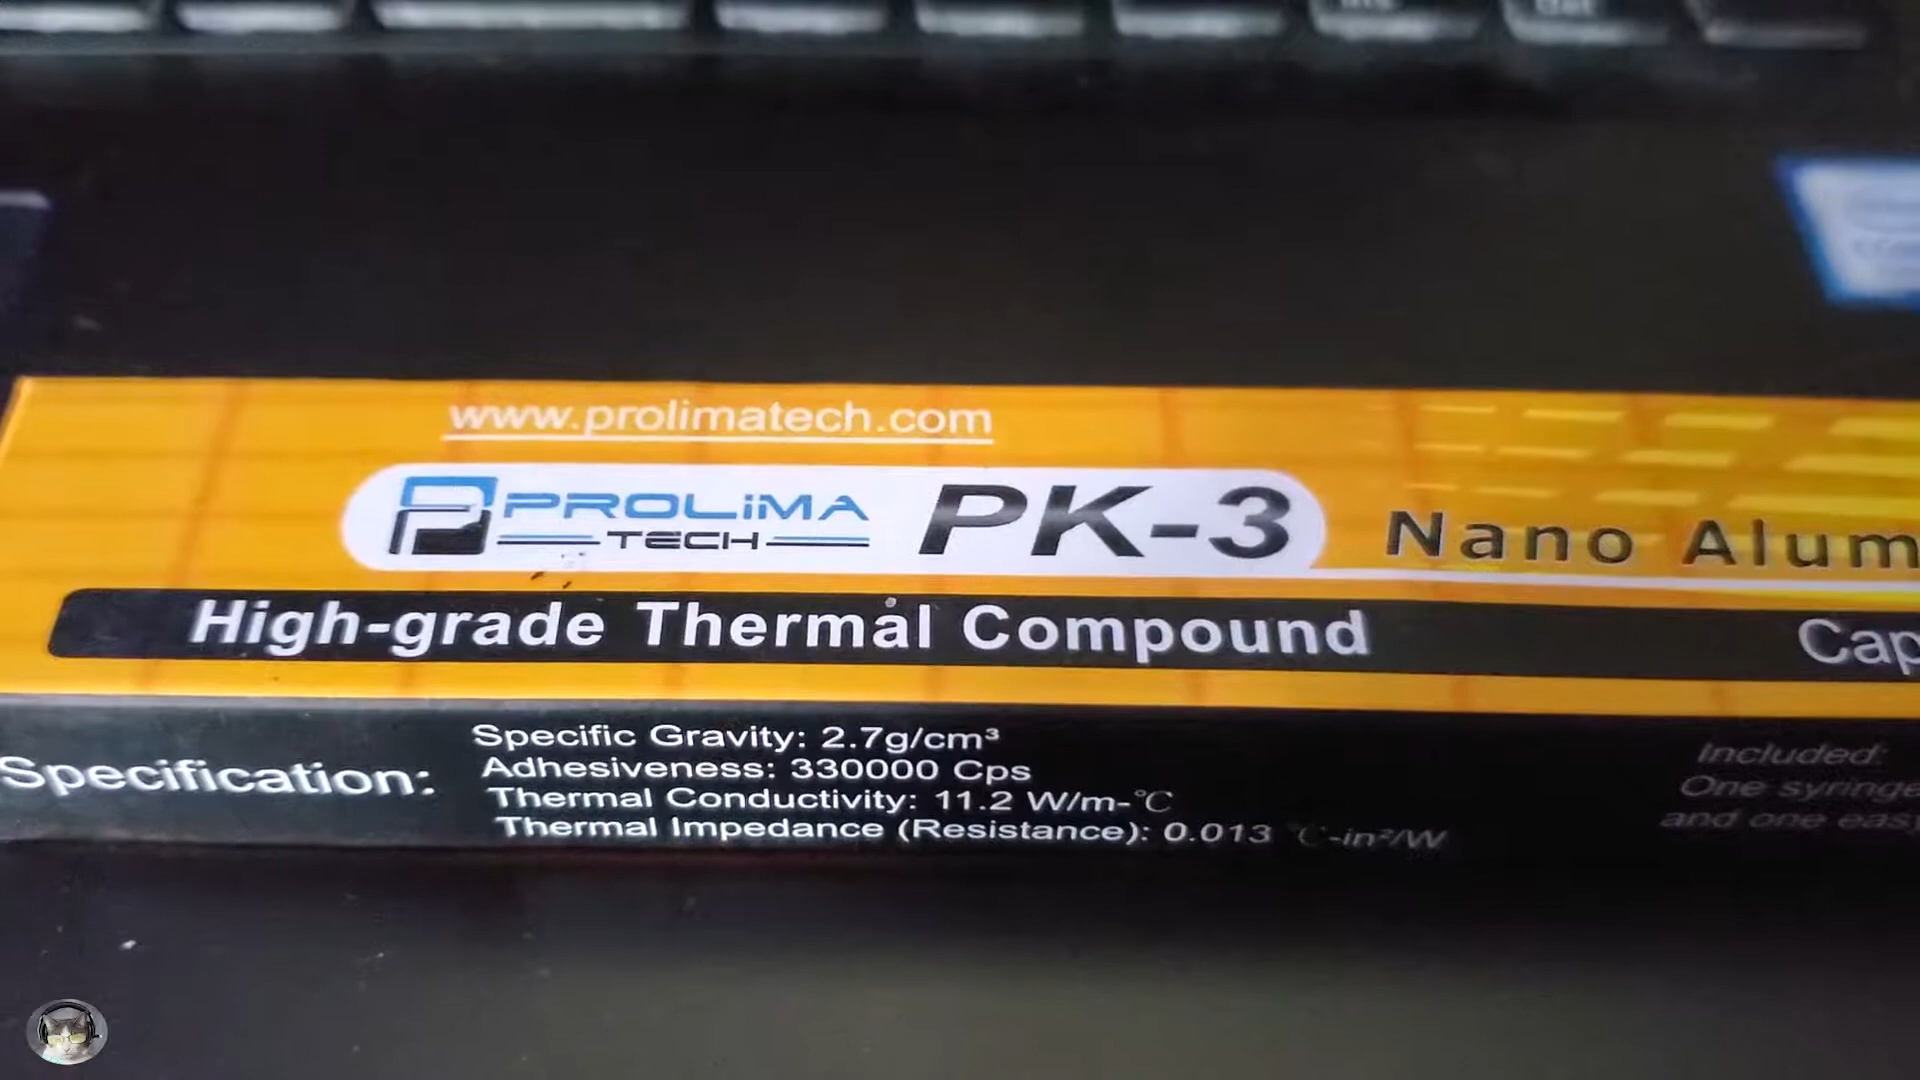 www.prolimatech.com
PROLiMA
TECH
PK-3
Nano Alum
High-grade Thermal Compound
Cap
Specification:
Specific Gravity: 2.7g/cm³
Adhesiveness: 330000 Cps
Thermal Conductivity: 11.2 W/m-℃
Thermal Impedance (Resistance): 0.013 ℃-in²/W
Included:
One syringe
and one easy